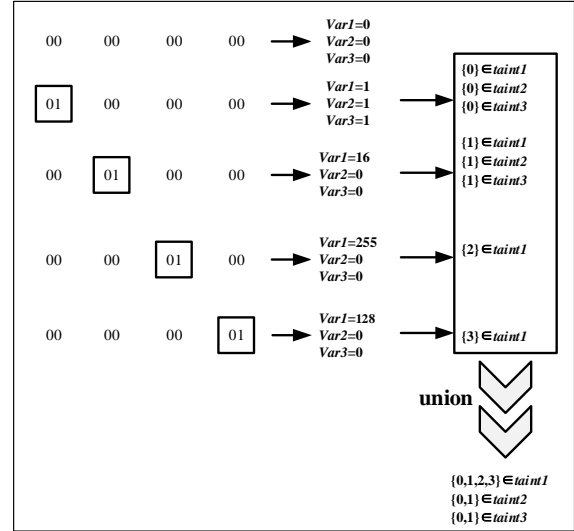 00 00 00 00 Var1=0
Var2=0
Var3=0
01 00 00 00 Var1=1
Var2=1
Var3=1
{0}∈taint1
{0}∈taint2
{0}∈taint3
00 01 00 00 Var1=16
Var2=0
Var3=0
{1}∈taint1
{1}∈taint2
{1}∈taint3
00 00 01 00 Var1=255
Var2=0
Var3=0
{2}∈taint1
00 00 00 01 Var1=128
Var2=0
Var3=0
{3}∈taint1
union
{0,1,2,3}∈taint1
{0,1}∈taint2
{0,1}∈taint3